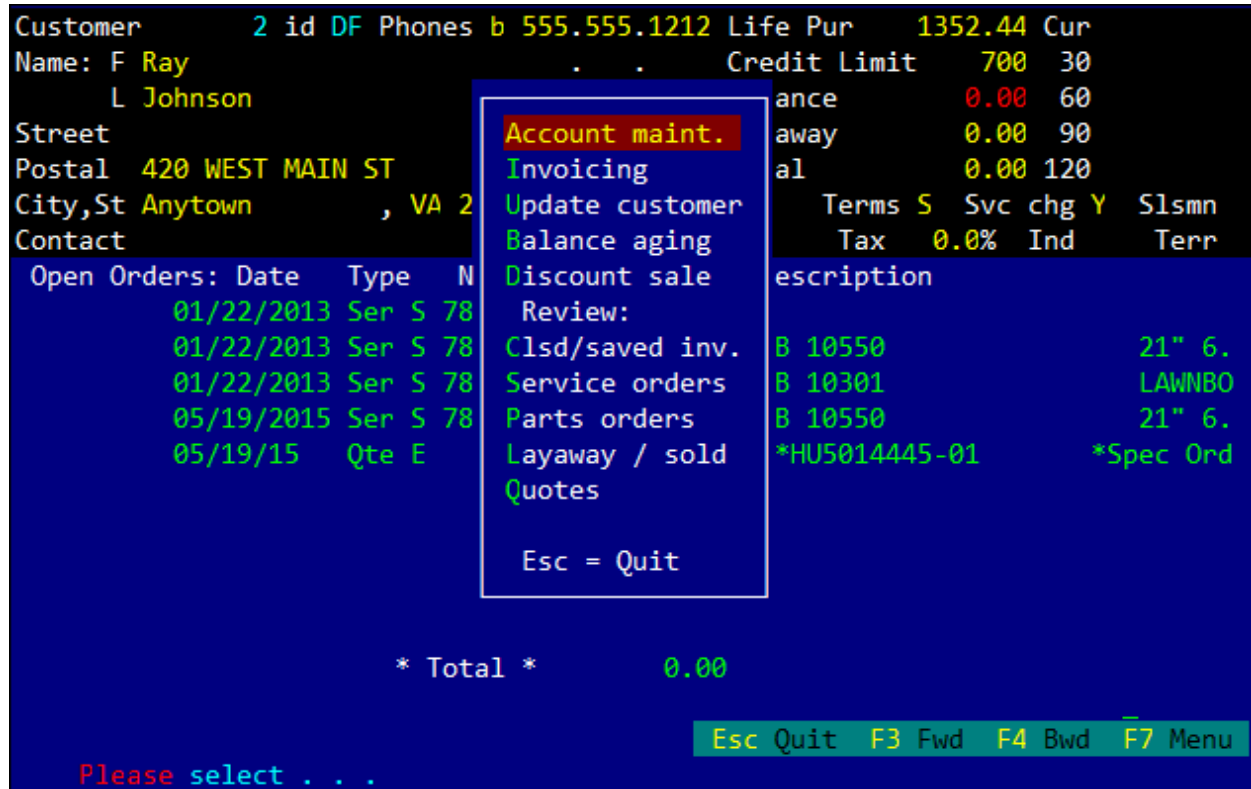 Customer 2 id DF Phones b 555.555.1212 Life Pur 1352.44 Cur
Name: F Ray . . Credit Limit 700 30
L Johnson ance 0.00 60
Street Account maint. away 0.00 90
Postal 420 WEST MAIN ST Invoicing al 0.00 120
City,St Anytown , VA 2 Update customer Terms S Svc chg Y Slsmn
Contact Balance aging Tax 0.0% Ind Terr
Open Orders: Date Type N Discount sale escription
01/22/2013 Ser S 78 Review:
01/22/2013 Ser S 78 Clsd/saved inv. B 10550 21" 6.
01/22/2013 Ser S 78 Service orders B 10301 LAWNBO
05/19/2015 Ser S 78 Parts orders B 10550 21" 6.
05/19/15 Qte E Layaway / sold *HU5014445-01 *Spec Ord
Quotes
Esc = Quit
* Total * 0.00
Esc Quit F3 Fwd F4 Bwd F7 Menu
Please select . . .